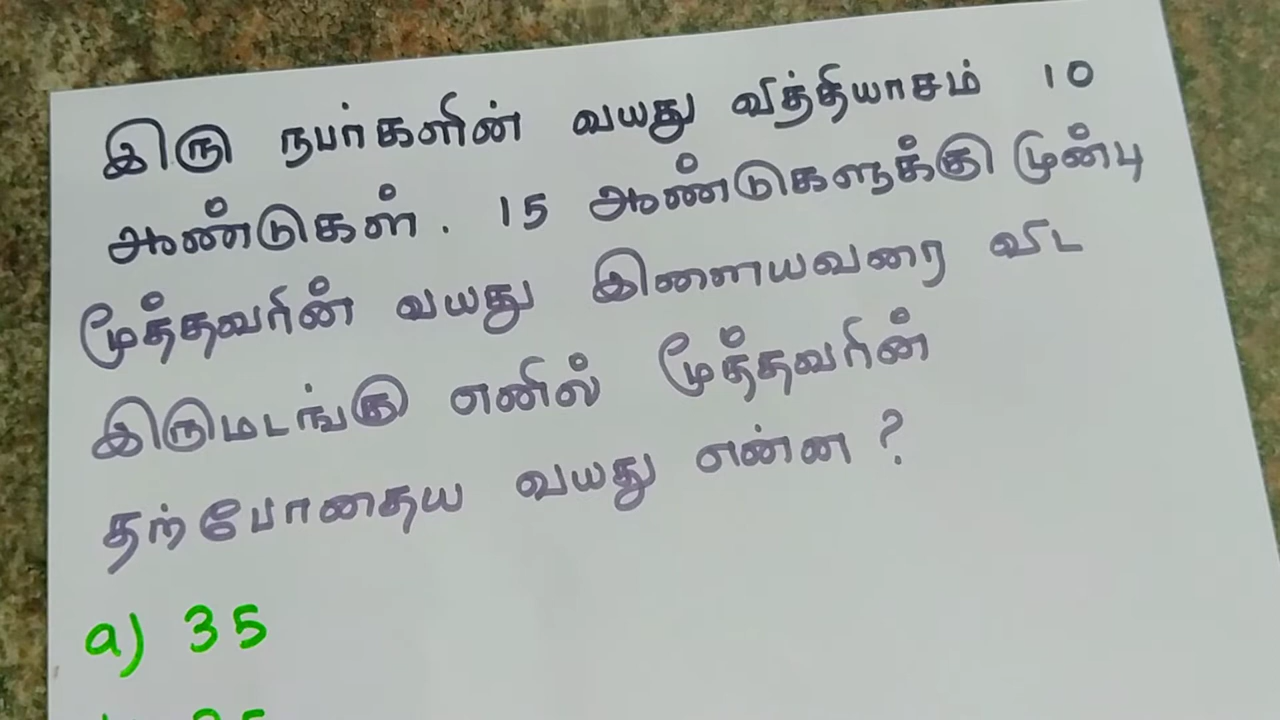 இரு நபர்களின் வயது வித்தியாசம் 10
ஆண்டுகள். 15 ஆண்டுகளுக்கு முன்பு
மூத்தவரின் வயது இளையவரை விட
இருமடங்கு எனில் மூத்தவரின்
தற்போதைய வயது என்ன?
a) 35